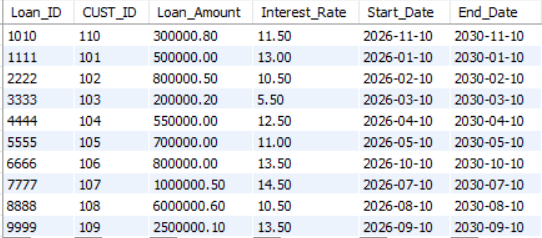 Loan_ID CUST_ID Loan_Amount Interest_Rate Start_Date End_Date
1010 110 300000.80 11.50 2026-11-10 2030-11-10
1111 101 500000.00 13.00 2026-01-10 2030-01-10
2222 102 800000.50 10.50 2026-02-10 2030-02-10
3333 103 200000.20 5.50 2026-03-10 2030-03-10
4444 104 550000.00 12.50 2026-04-10 2030-04-10
5555 105 700000.00 11.00 2026-05-10 2030-05-10
6666 106 800000.00 13.50 2026-10-10 2030-10-10
7777 107 1000000.50 14.50 2026-07-10 2030-07-10
8888 108 6000000.60 10.50 2026-08-10 2030-08-10
9999 109 2500000.10 13.50 2026-09-10 2030-09-10